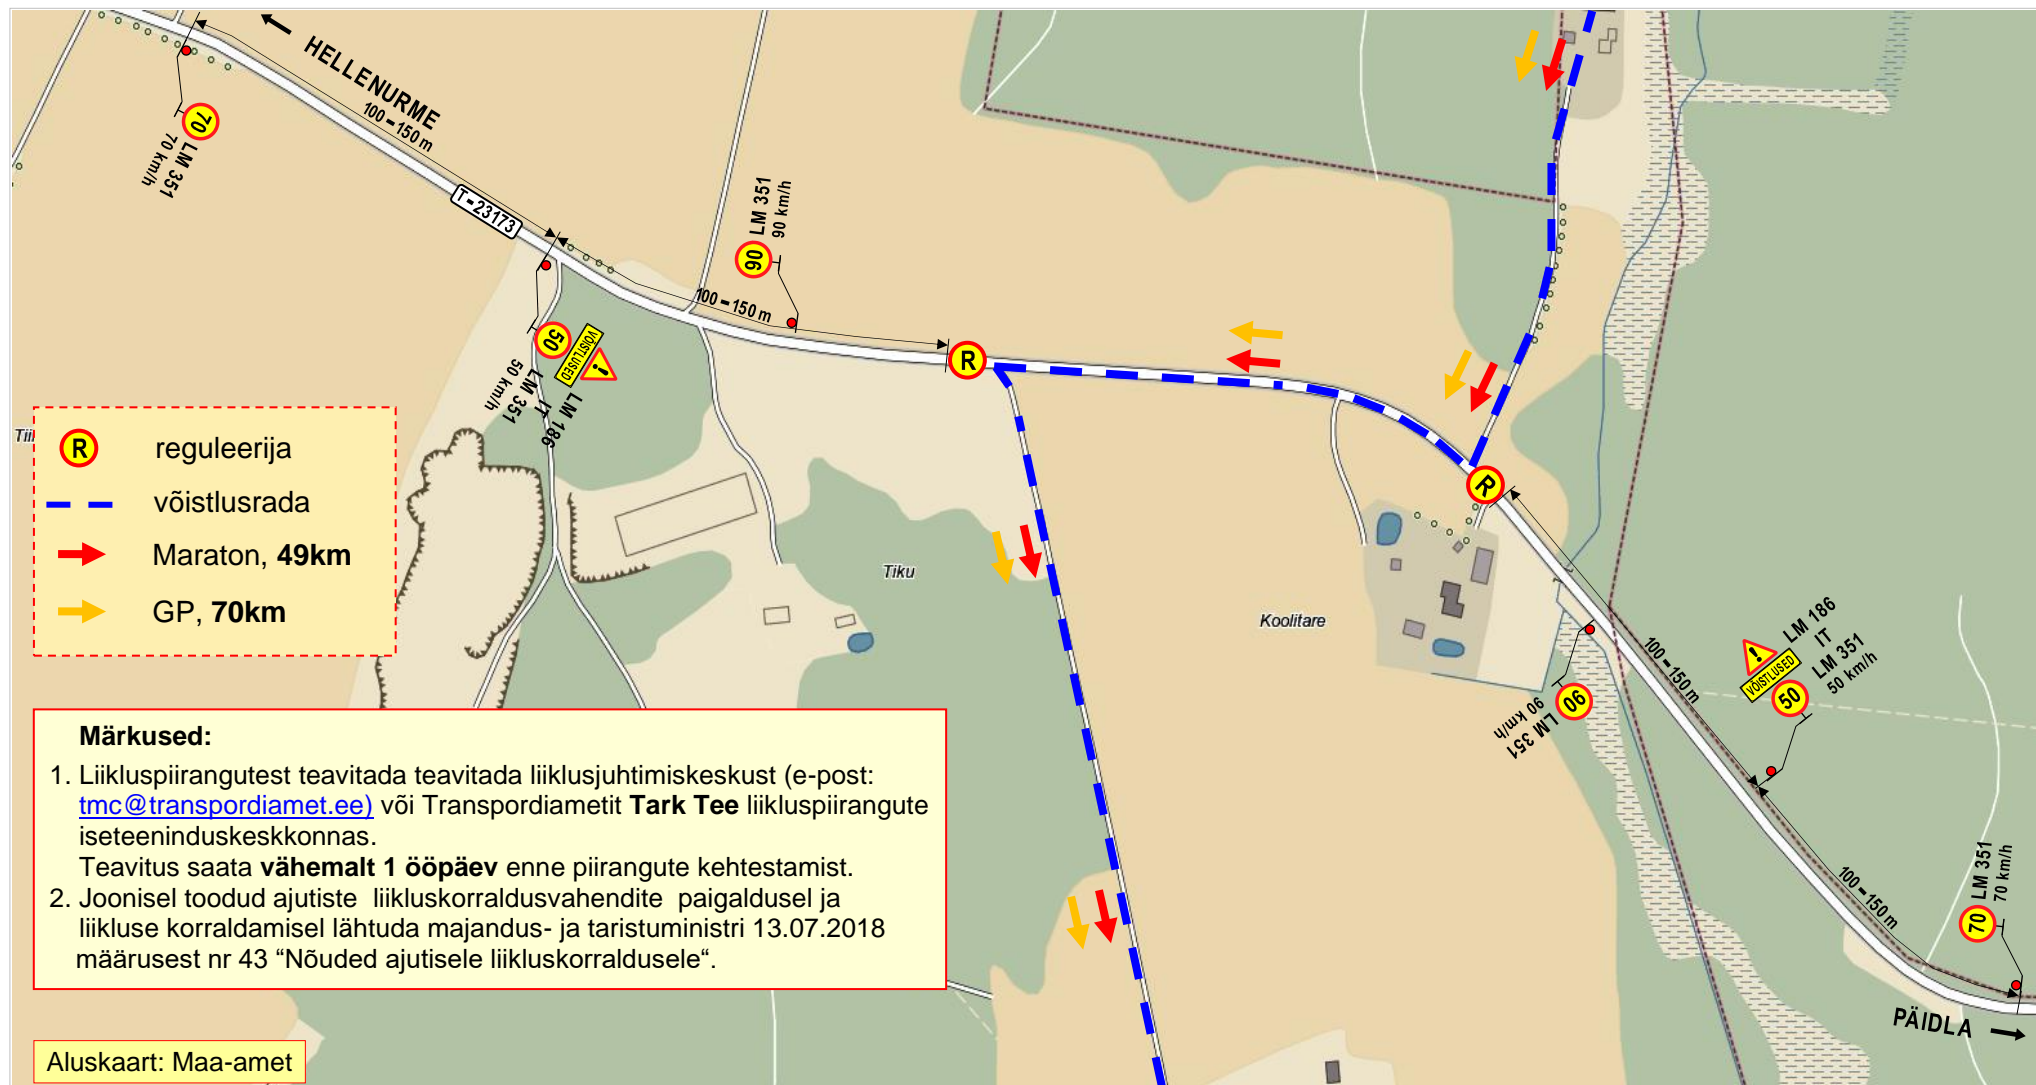 HELLENURME
100 - 150 m
70
LM 351
70 km/h
T - 23173
90
LM 351
90 km/h
100 - 150 m
R
50
VÕISTLUSED
LM 186
IT
LM 351
50 km/h
R
reguleerija
võistlusrada
Maraton, 49km
GP, 70km
Tiku
Koolitare
R
100 - 150 m
LM 186
IT
LM 351
50 km/h
VÕISTLUSED
50
90
LM 351
90 km/h
100 - 150 m
70
LM 351
70 km/h
PÄIDLA
Märkused:
1. Liikluspiirangutest teavitada teavitada liiklusjuhtimiskeskust (e-post:
tmc@transpordiamet.ee) või Transpordiametit Tark Tee liikluspiirangute
iseteeninduskeskkonnas.
Teavitus saata vähemalt 1 ööpäev enne piirangute kehtestamist.
2. Joonisel toodud ajutiste liikluskorraldusvahendite paigaldusel ja
liikluse korraldamisel lähtuda majandus- ja taristuministri 13.07.2018
määrusest nr 43 “Nõuded ajutisele liikluskorraldusele“.
Aluskaart: Maa-amet